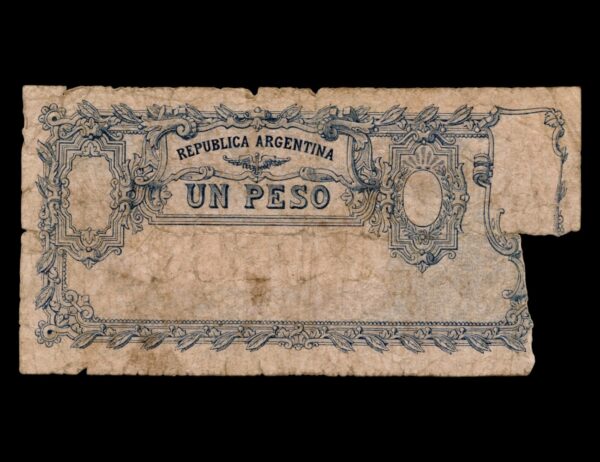 REPUBLICA ARGENTINA
UN PESO